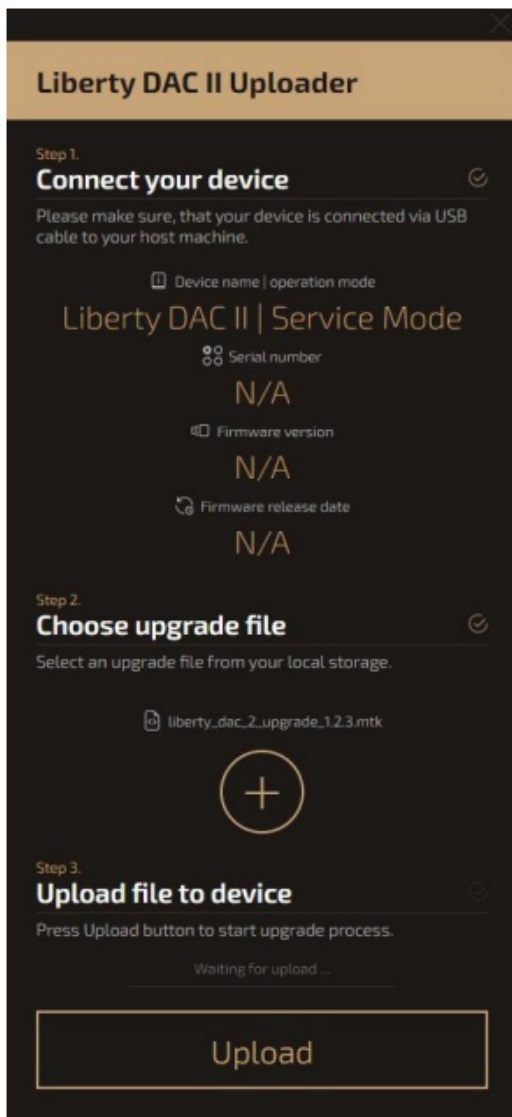 Liberty DAC II Uploader
Step 1.
Connect your device
Please make sure, that your device is connected via USB
cable to your host machine.
Device name | operation mode
Liberty DAC II | Service Mode
Serial number
N/A
Firmware version
N/A
Firmware release date
N/A
Step 2.
Choose upgrade file
Select an upgrade file from your local storage.
liberty_dac_2_upgrade_1.2.3.mtk
Step 3.
Upload file to device
Press Upload button to start upgrade process.
Waiting for upload ...
Upload